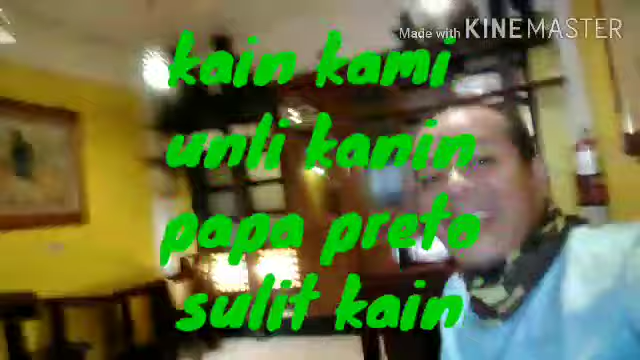 Made with KINEMASTER
kain kami
unli kanin
papa preto
sulit kain